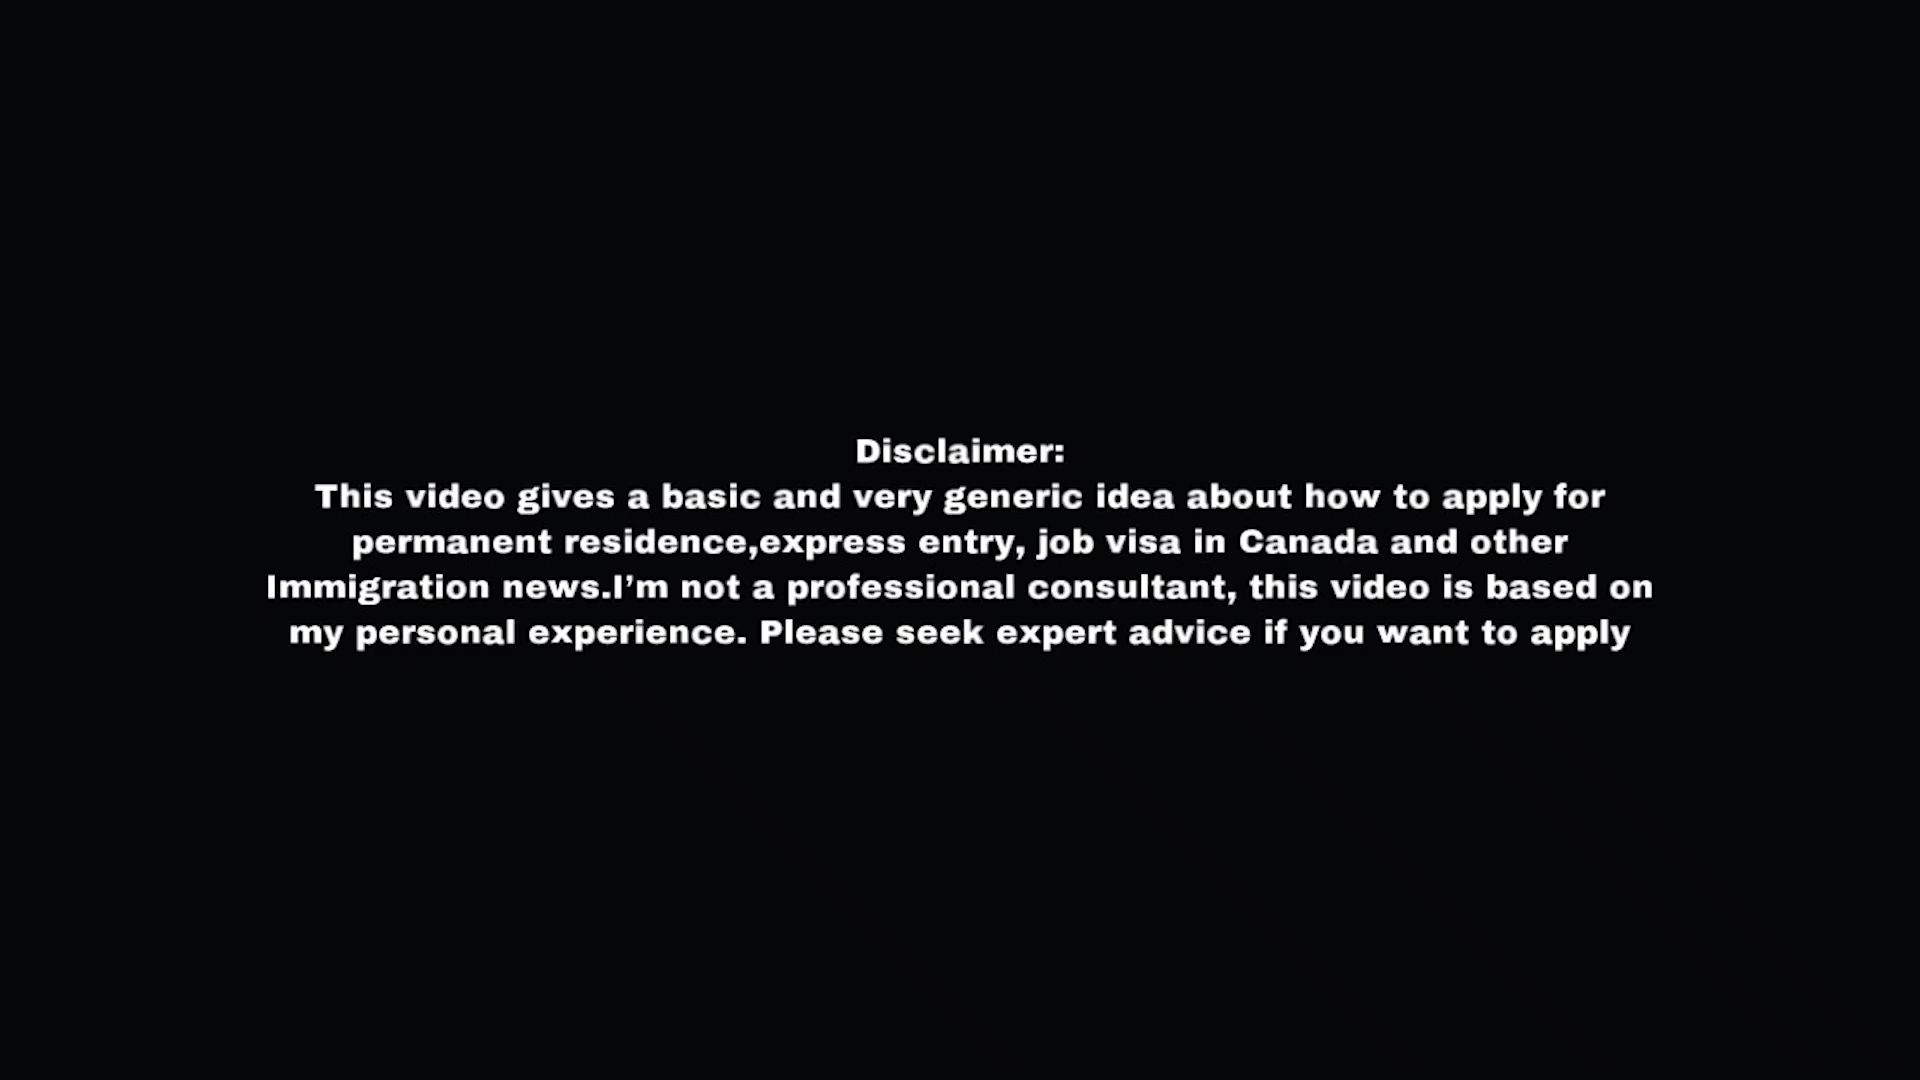 Disclaimer:
This video gives a basic and very generic idea about how to apply for
permanent residence,express entry, job visa in Canada and other
Immigration news.I’m not a professional consultant, this video is based on
my personal experience. Please seek expert advice if you want to apply